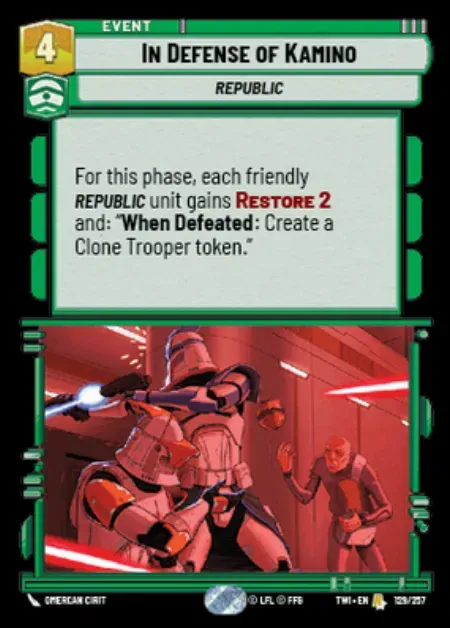 EVENT
4
IN DEFENSE OF KAMINO
REPUBLIC
For this phase, each friendly
REPUBLIC unit gains RESTORE 2
and: “When Defeated: Create a
Clone Trooper token.”
OMERCAN CIRIT
© LFL © FFG
TWI • EN
129/257